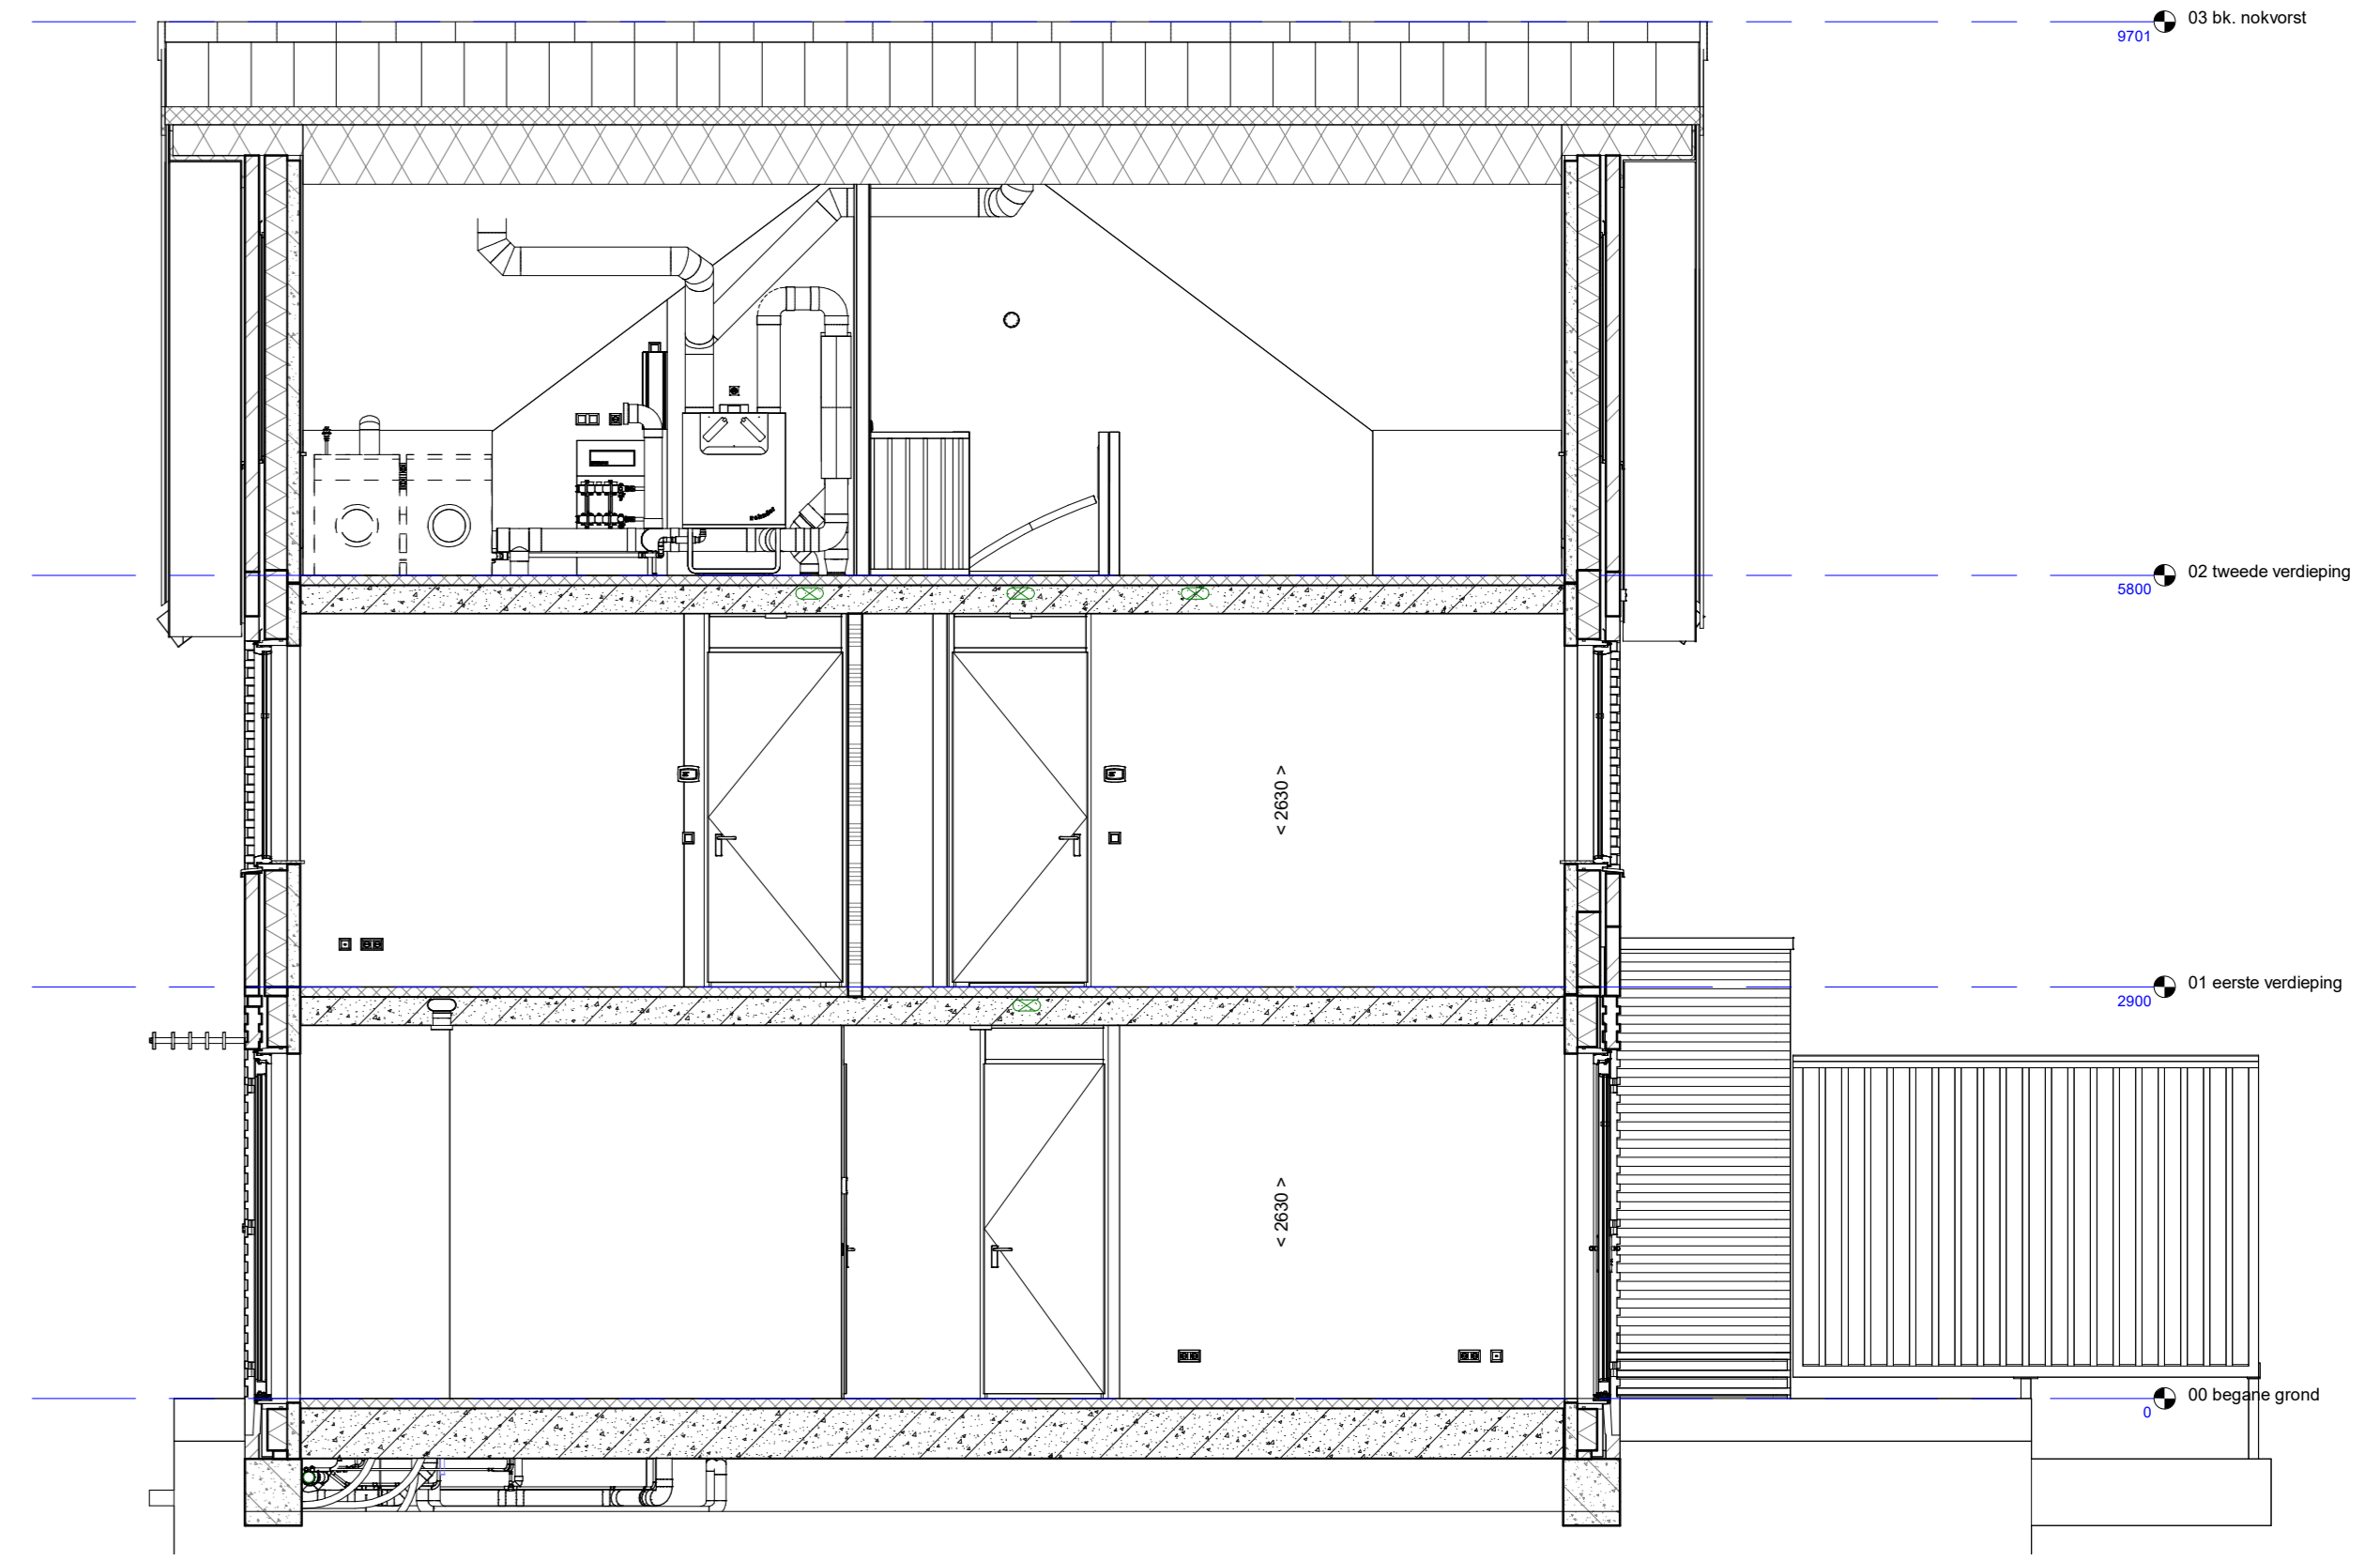 03 bk. nokvorst
9701
02 tweede verdieping
5800
< 2630 >
01 eerste verdieping
2900
< 2630 >
00 begane grond
0